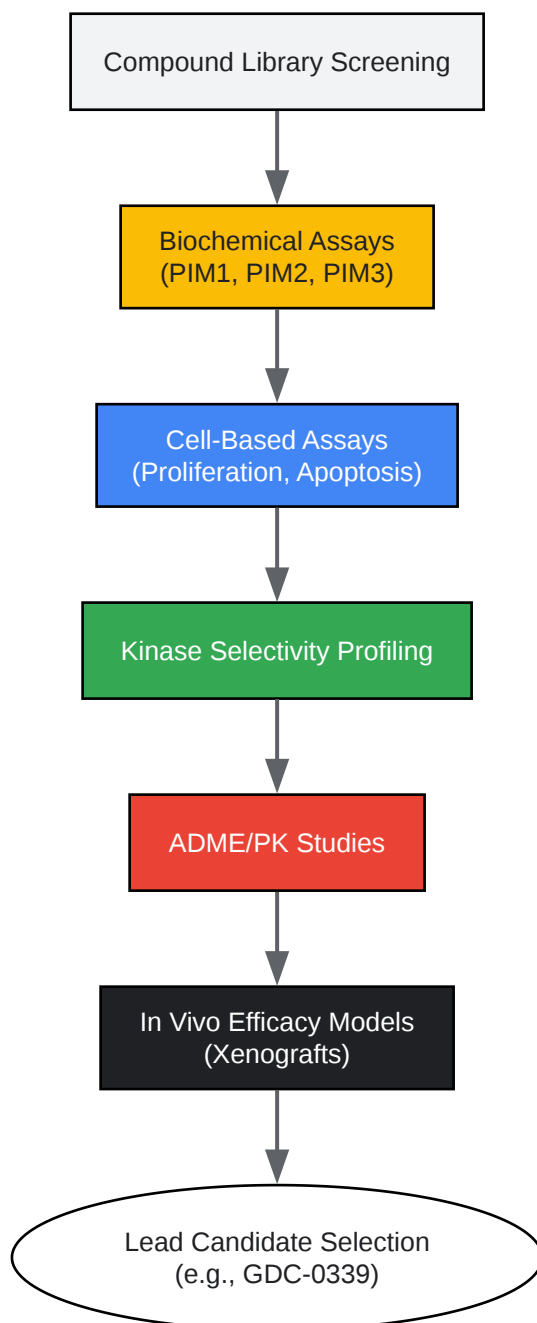 Compound Library Screening
Biochemical Assays
(PIM1, PIM2, PIM3)
Cell-Based Assays
(Proliferation, Apoptosis)
Kinase Selectivity Profiling
ADME/PK Studies
In Vivo Efficacy Models
(Xenografts)
Lead Candidate Selection
(e.g., GDC-0339)